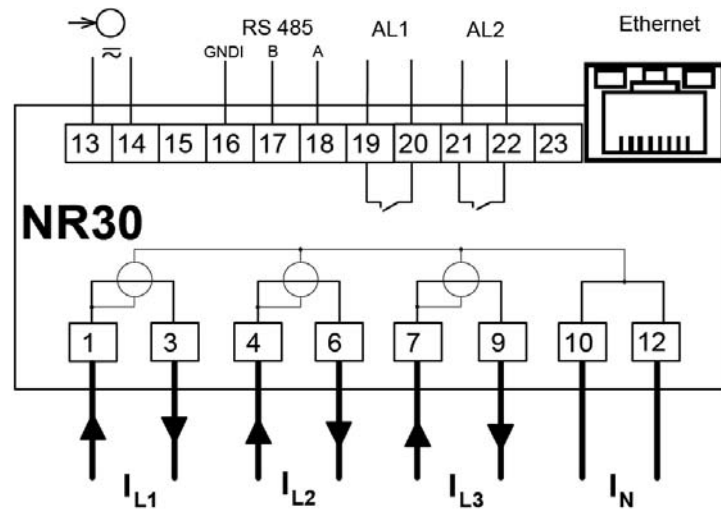 RS 485 AL1 AL2 Ethernet
GNDI B A
13 14 15 16 17 18 19 20 21 22 23
NR30
1 3 4 6 7 9 10 12
IL1 IL2 IL3 IN